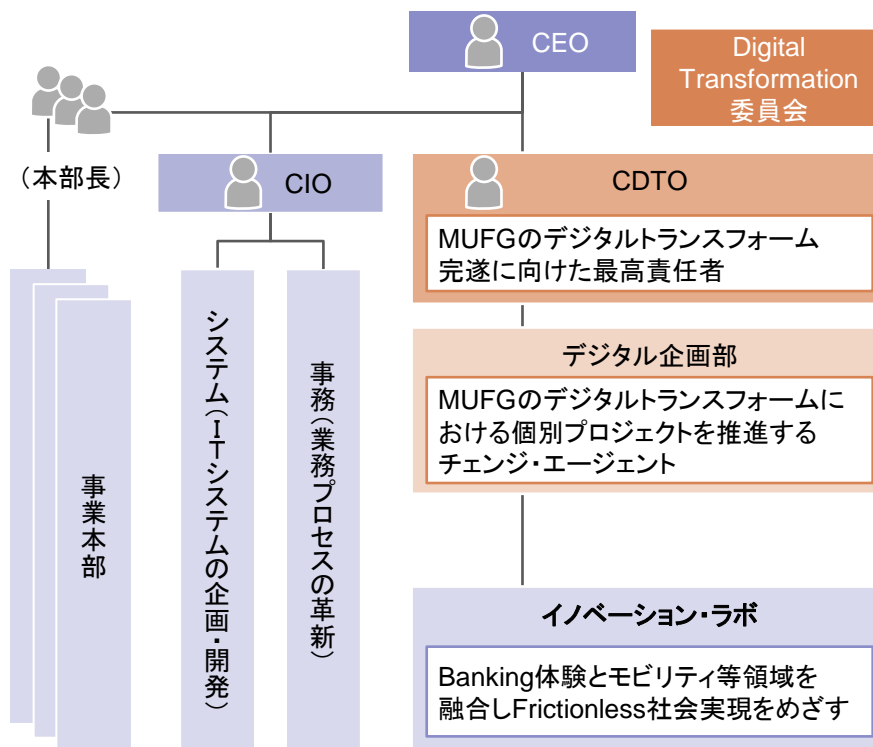 CEO
Digital
Transformation
委員会
（本部長）
CIO
CDTO
MUFGのデジタルトランスフォーム
完遂に向けた最高責任者
デジタル企画部
MUFGのデジタルトランスフォームに
おける個別プロジェクトを推進する
チェンジ・エージェント
事業本部
システム（ITシステムの企画・開発）
事務（業務プロセスの革新）
イノベーション・ラボ
Banking体験とモビリティ等領域を
融合しFrictionless社会実現をめざす